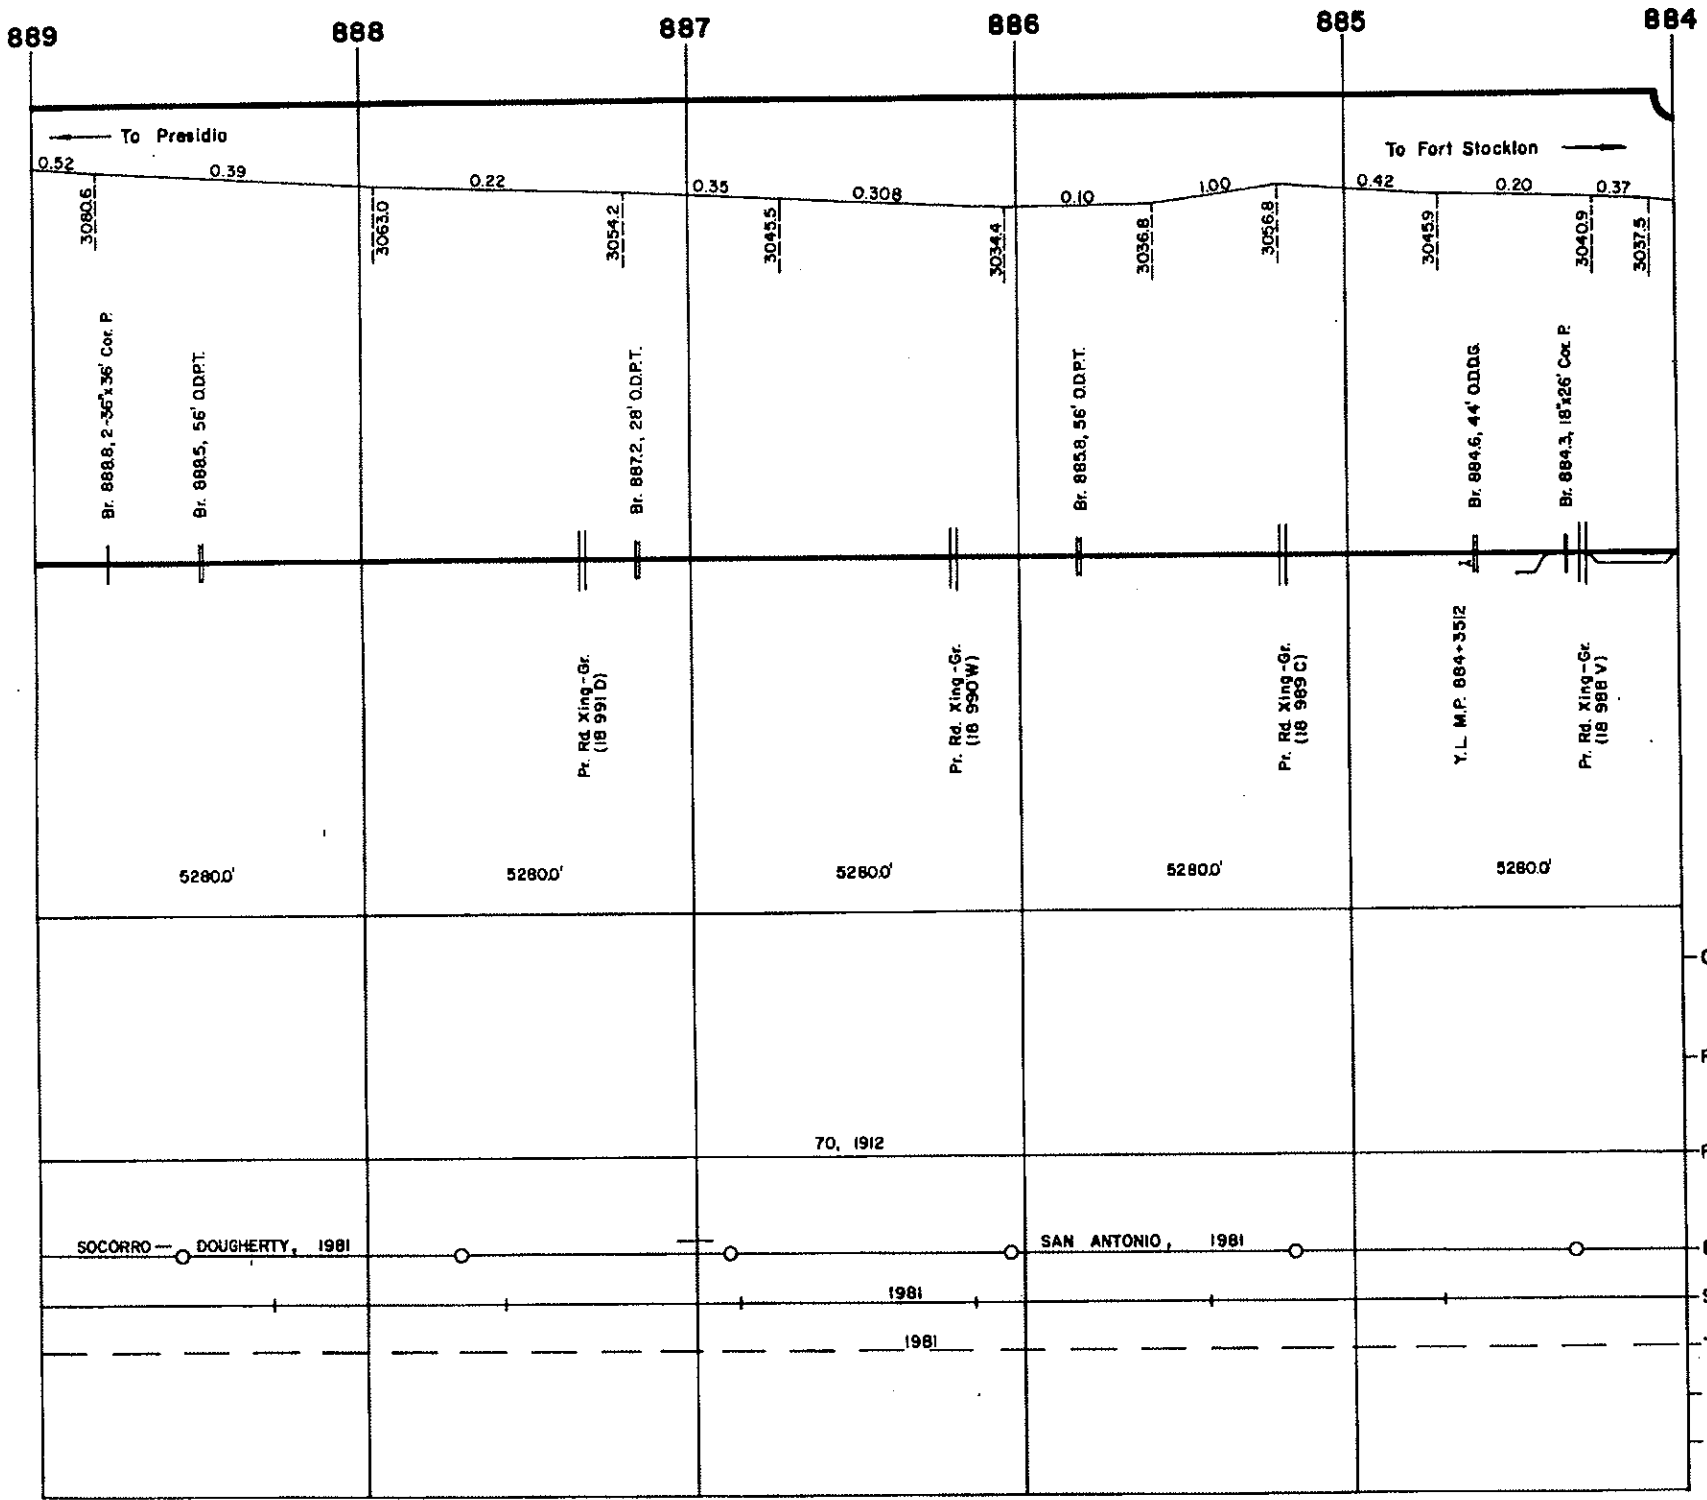 889 888 887 886 885 884
To Presidio
To Fort Stockton
0.52 0.39 0.22 0.35 0.308 0.10 1.00 0.42 0.20 0.37
3080.6 3063.0 3054.2 3045.5 3034.4 3036.8 3056.8 3045.9 3040.9 3037.5
Br. 888.8, 2-36"x36' Cor. P.
Br. 888.5, 56' O.D.P.T.
Br. 887.2, 28' O.D.P.T.
Br. 885.8, 56' O.D.P.T.
Br. 884.6, 44' O.D.D.G.
Br. 884.3, 18"x26' Cor. P.
Pr. Rd. Xing-Gr.
(18 991 D)
Pr. Rd. Xing-Gr.
(18 990 W)
Pr. Rd. Xing-Gr.
(18 989 C)
Y.L. M.P. 884+3512
Pr. Rd. Xing-Gr.
(18 988 V)
5280.0' 5280.0' 5280.0' 5280.0' 5280.0'
70, 1912
SOCORRO — DOUGHERTY, 1981 SAN ANTONIO, 1981
1981
1981